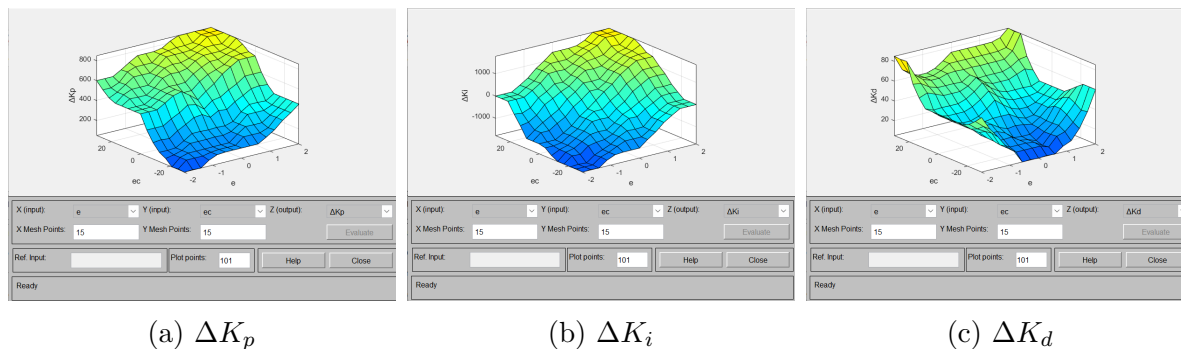 800
600
400
200
ΔKp
20
0
-20
ec
-2
-1
0
1
2
e
X (input):
e
Y (input):
ec
Z (output):
ΔKp
X Mesh Points:
15
Y Mesh Points:
15
Evaluate
Ref. Input:
Plot points:
101
Help
Close
Ready
(a) ΔKp
1000
0
-1000
ΔKi
20
0
-20
ec
-2
-1
0
1
2
e
X (input):
e
Y (input):
ec
Z (output):
ΔKi
X Mesh Points:
15
Y Mesh Points:
15
Evaluate
Ref. Input:
Plot points:
101
Help
Close
Ready
(b) ΔKi
80
60
40
20
ΔKd
20
0
-20
ec
-2
-1
0
1
2
e
X (input):
e
Y (input):
ec
Z (output):
ΔKd
X Mesh Points:
15
Y Mesh Points:
15
Evaluate
Ref. Input:
Plot points:
101
Help
Close
Ready
(c) ΔKd